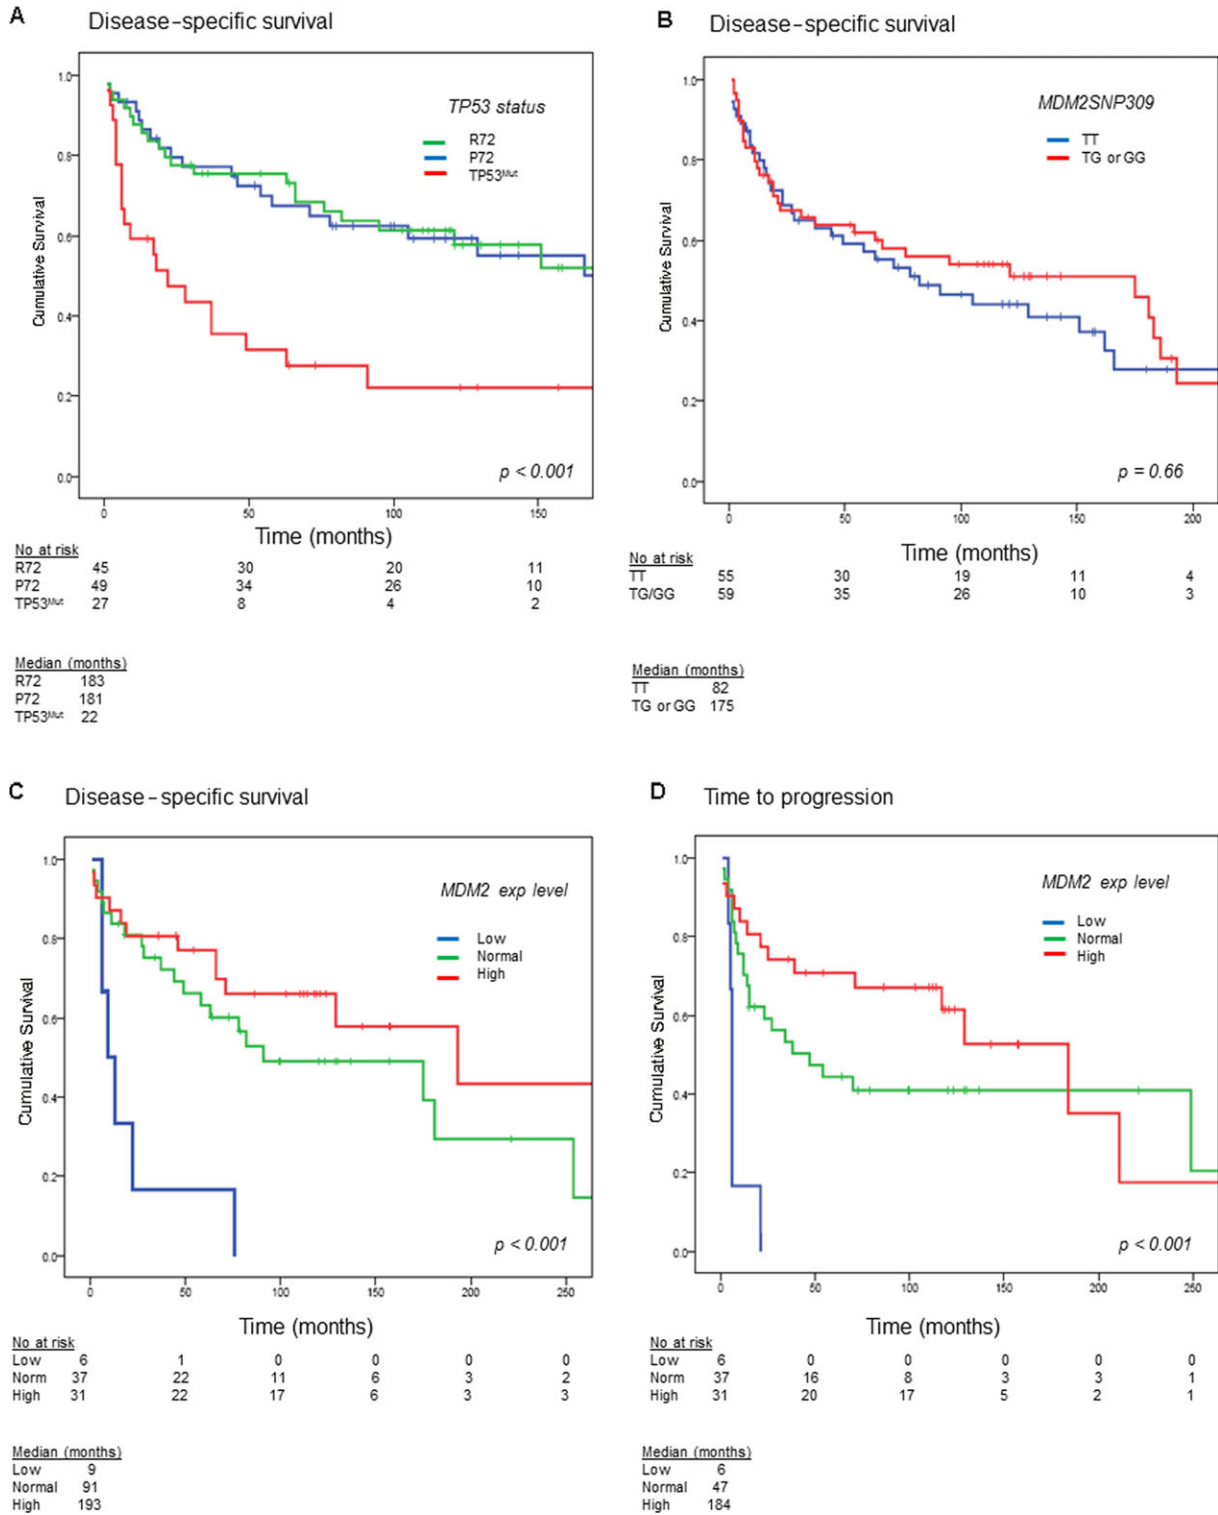 A Disease-specific survival
TP53 status
R72
P72
TP53Mut
Cumulative Survival
1.0
0.8
0.6
0.4
0.2
0.0
p < 0.001
0 50 100 150
Time (months)
No at risk
R72 45 30 20 11
P72 49 34 26 10
TP53Mut 27 8 4 2
Median (months)
R72 183
P72 181
TP53Mut 22
B Disease-specific survival
MDM2SNP309
TT
TG or GG
Cumulative Survival
1.0
0.8
0.6
0.4
0.2
0.0
p = 0.66
0 50 100 150 200
Time (months)
No at risk
TT 55 30 19 11 4
TG/GG 59 35 26 10 3
Median (months)
TT 82
TG or GG 175
C Disease-specific survival
MDM2 exp level
Low
Normal
High
Cumulative Survival
1.0
0.8
0.6
0.4
0.2
0.0
p < 0.001
0 50 100 150 200 250
Time (months)
No at risk
Low 6 1 0 0 0 0
Norm 37 22 11 6 3 2
High 31 22 17 6 3 3
Median (months)
Low 9
Normal 91
High 193
D Time to progression
MDM2 exp level
Low
Normal
High
Cumulative Survival
1.0
0.8
0.6
0.4
0.2
0.0
p < 0.001
0 50 100 150 200 250
Time (months)
No at risk
Low 6 0 0 0 0 0
Norm 37 16 8 3 3 1
High 31 20 17 5 2 1
Median (months)
Low 6
Normal 47
High 184